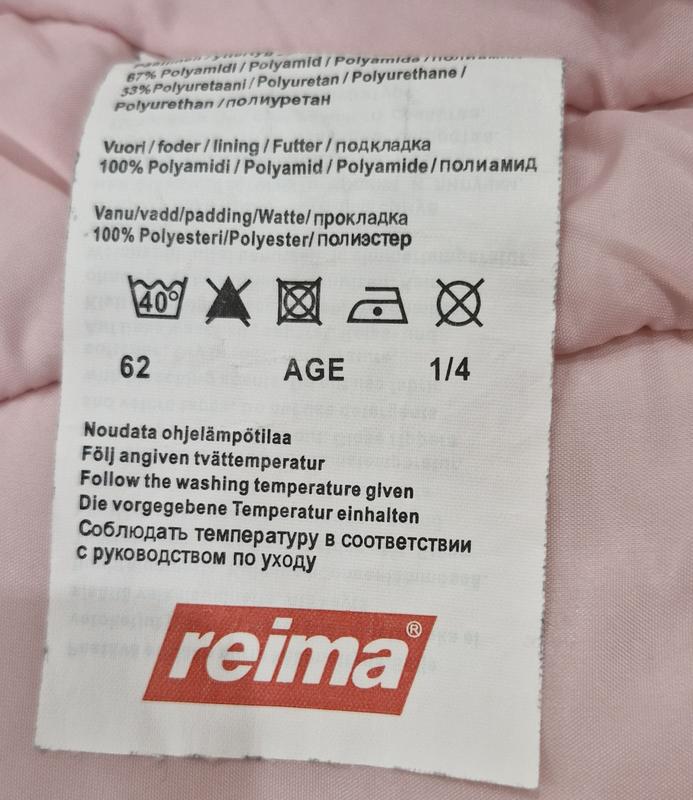 67% Polyamidi / Polyamid / Polyamide /
33%Polyuretaani / Polyuretan / Polyurethane /
Polyurethan / полиуретан
Vuori / foder / lining / Futter / подкладка
100% Polyamidi / Polyamid / Polyamide / полиамид
Vanu/vadd/padding/Watte/прокладка
100% Polyesteri/Polyester/полиэстер
40°
62 AGE 1/4
Noudata ohjelämpötilaa
Följ angiven tvättemperatur
Follow the washing temperature given
Die vorgegebene Temperatur einhalten
Соблюдать температуру в соответствии
с руководством по уходу
reima®